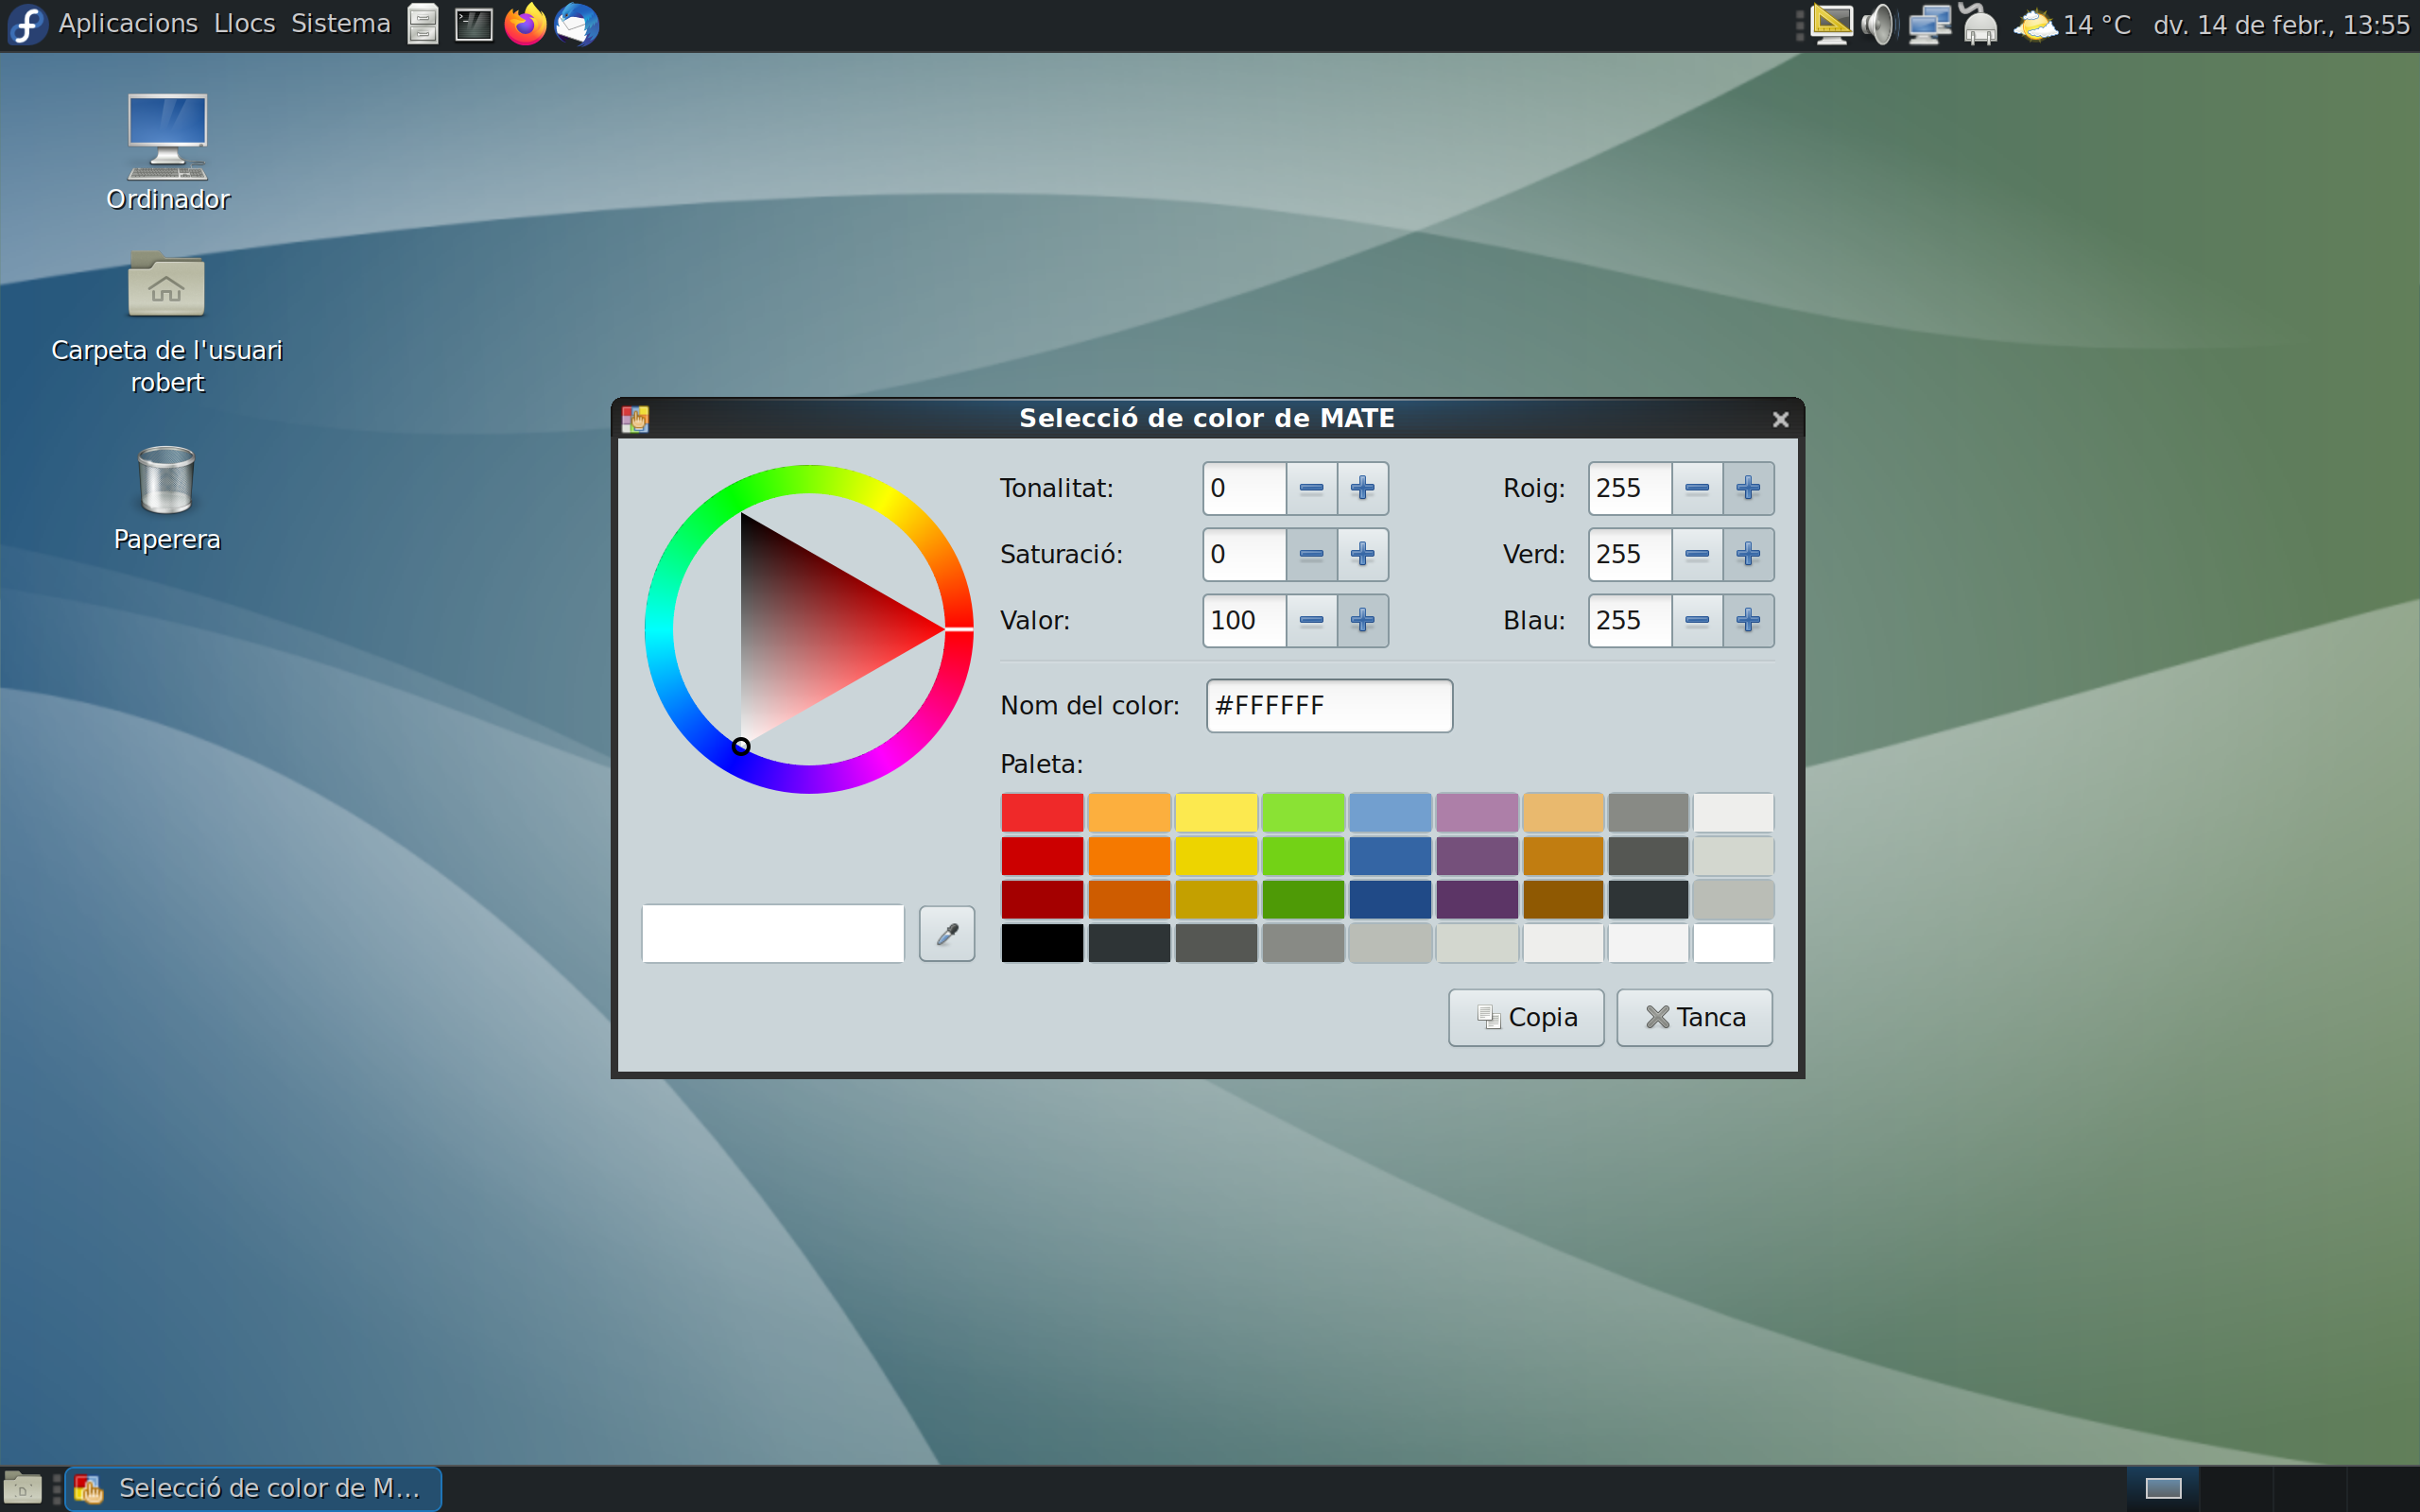 Aplicacions Llocs Sistema
14 °C dv. 14 de febr., 13:55
Ordinador
Carpeta de l'usuari
robert
Paperera
Selecció de color de MATE
Tonalitat: 0
Roig: 255
Saturació: 0
Verd: 255
Valor: 100
Blau: 255
Nom del color: #FFFFFF
Paleta:
Copia
Tanca
Selecció de color de M...